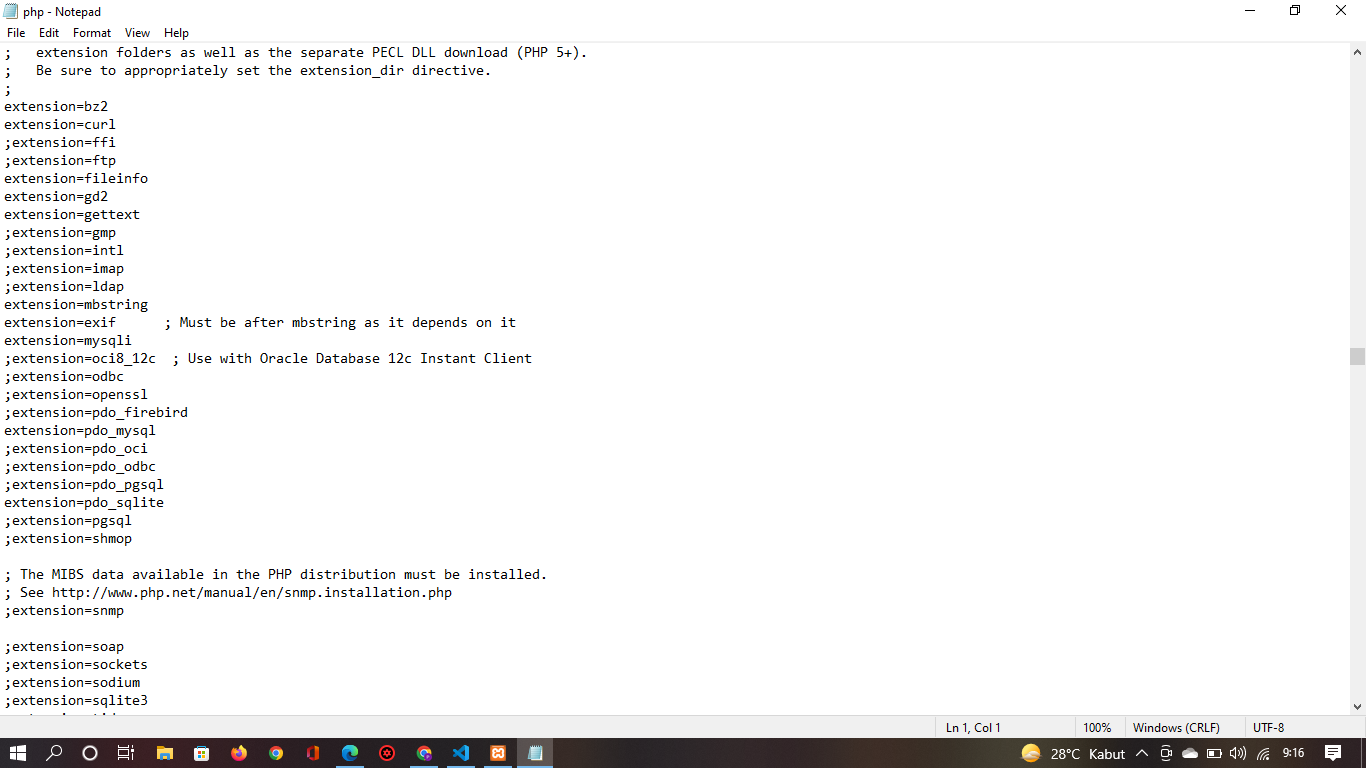 php - Notepad
File Edit Format View Help
;   extension folders as well as the separate PECL DLL download (PHP 5+).
;   Be sure to appropriately set the extension_dir directive.
;
extension=bz2
extension=curl
;extension=ffi
;extension=ftp
extension=fileinfo
extension=gd2
extension=gettext
;extension=gmp
;extension=intl
;extension=imap
;extension=ldap
extension=mbstring
extension=exif      ; Must be after mbstring as it depends on it
extension=mysqli
;extension=oci8_12c  ; Use with Oracle Database 12c Instant Client
;extension=odbc
;extension=openssl
;extension=pdo_firebird
extension=pdo_mysql
;extension=pdo_oci
;extension=pdo_odbc
;extension=pdo_pgsql
extension=pdo_sqlite
;extension=pgsql
;extension=shmop
; The MIBS data available in the PHP distribution must be installed.
; See http://www.php.net/manual/en/snmp.installation.php
;extension=snmp
;extension=soap
;extension=sockets
;extension=sodium
;extension=sqlite3
Ln 1, Col 1 100% Windows (CRLF) UTF-8
28°C Kabut 9:16